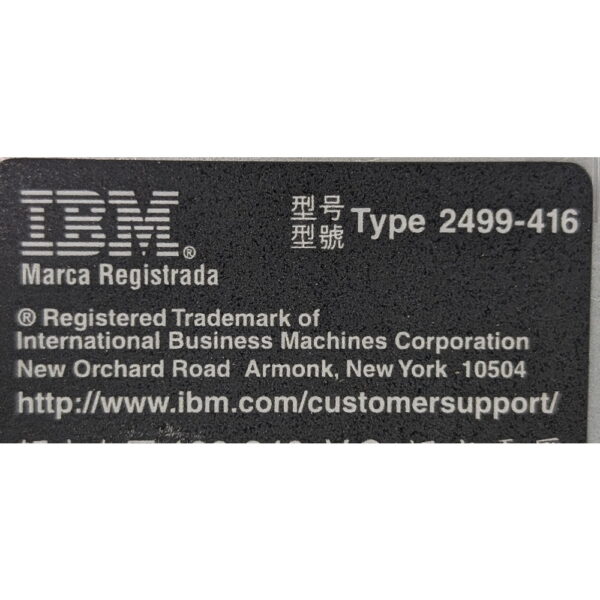 IBM®
型号
型號 Type 2499-416
Marca Registrada
® Registered Trademark of
International Business Machines Corporation
New Orchard Road Armonk, New York 10504
http://www.ibm.com/customersupport/